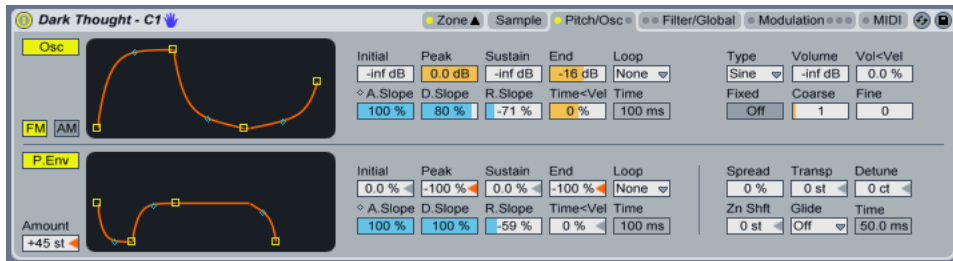 Dark Thought - C1 Zone Sample Pitch/Osc Filter/Global Modulation MIDI
Osc
Initial Peak Sustain End Loop Type Volume Vol<Vel
-inf dB 0.0 dB -inf dB -16 dB None Sine -inf dB 0.0 %
A.Slope D.Slope R.Slope Time<Vel Time Fixed Coarse Fine
100 % 80 % -71 % 0 % 100 ms Off 1 0
FM AM
P.Env
Initial Peak Sustain End Loop Spread Transp Detune
0.0 % -100 % 0.0 % -100 % None 0 % 0 st 0 ct
A.Slope D.Slope R.Slope Time<Vel Time Zn Shft Glide Time
Amount 100 % 100 % -59 % 0 % 100 ms 0 st Off 50.0 ms
+45 st